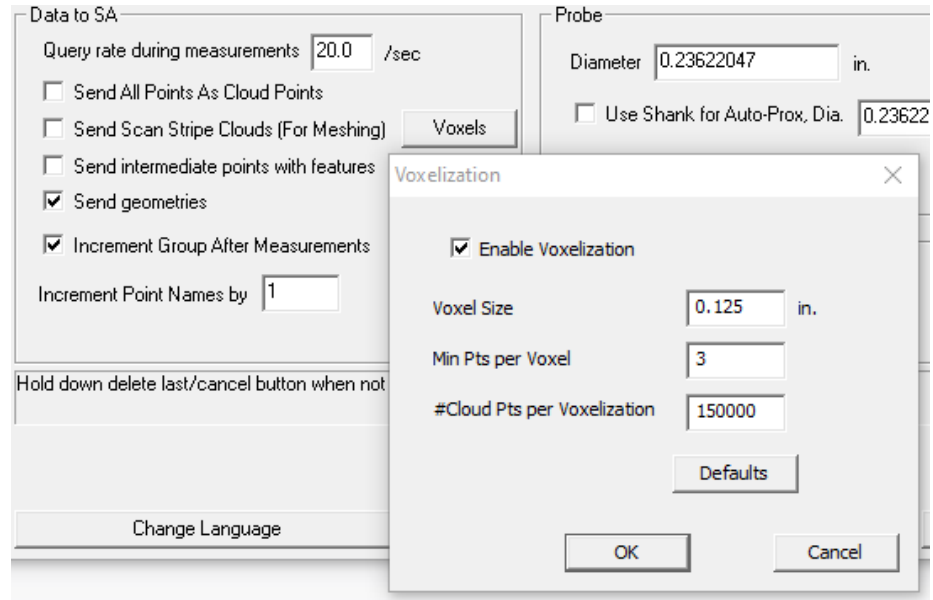 Data to SA
Query rate during measurements 20.0 /sec
Send All Points As Cloud Points
Send Scan Stripe Clouds (For Meshing) Voxels
Send intermediate points with features
Send geometries
Increment Group After Measurements
Increment Point Names by 1
Probe
Diameter 0.23622047 in.
Use Shank for Auto-Prox, Dia. 0.23622
Hold down delete last/cancel button when not
Change Language
Voxelization
Enable Voxelization
Voxel Size 0.125 in.
Min Pts per Voxel 3
#Cloud Pts per Voxelization 150000
Defaults
OK Cancel